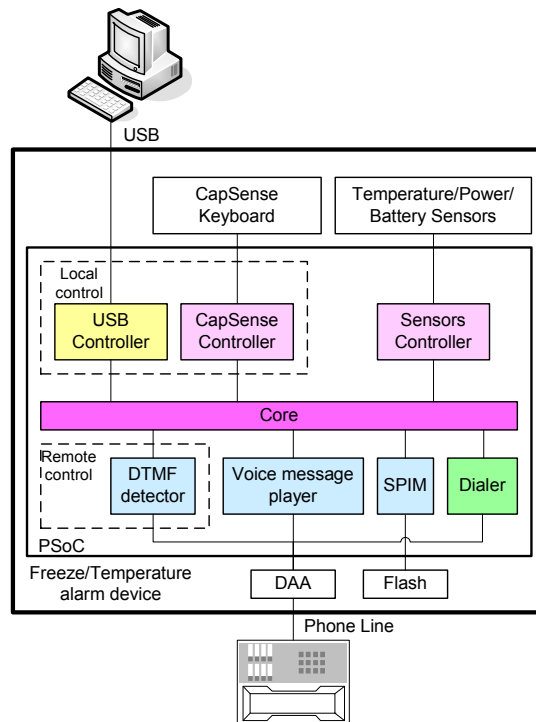 USB
CapSense
Keyboard
Temperature/Power/
Battery Sensors
Local
control
USB
Controller
CapSense
Controller
Sensors
Controller
Core
Remote
control
DTMF
detector
Voice message
player
SPIM
Dialer
PSoC
Freeze/Temperature
alarm device
DAA
Flash
Phone Line